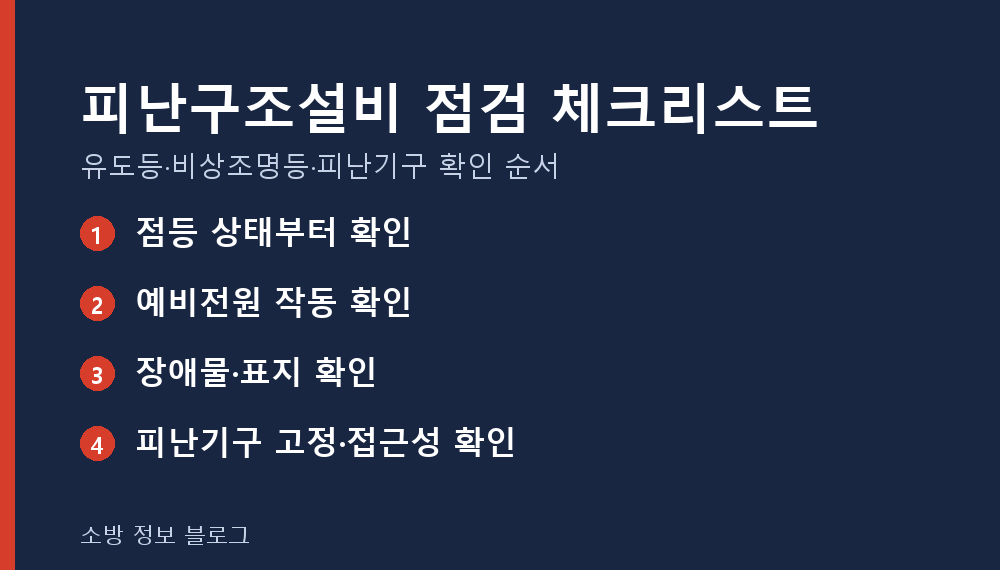 피난구조설비 점검 체크리스트
유도등·비상조명등·피난기구 확인 순서
1 점등 상태부터 확인
2 예비전원 작동 확인
3 장애물·표지 확인
4 피난기구 고정·접근성 확인
소방 정보 블로그